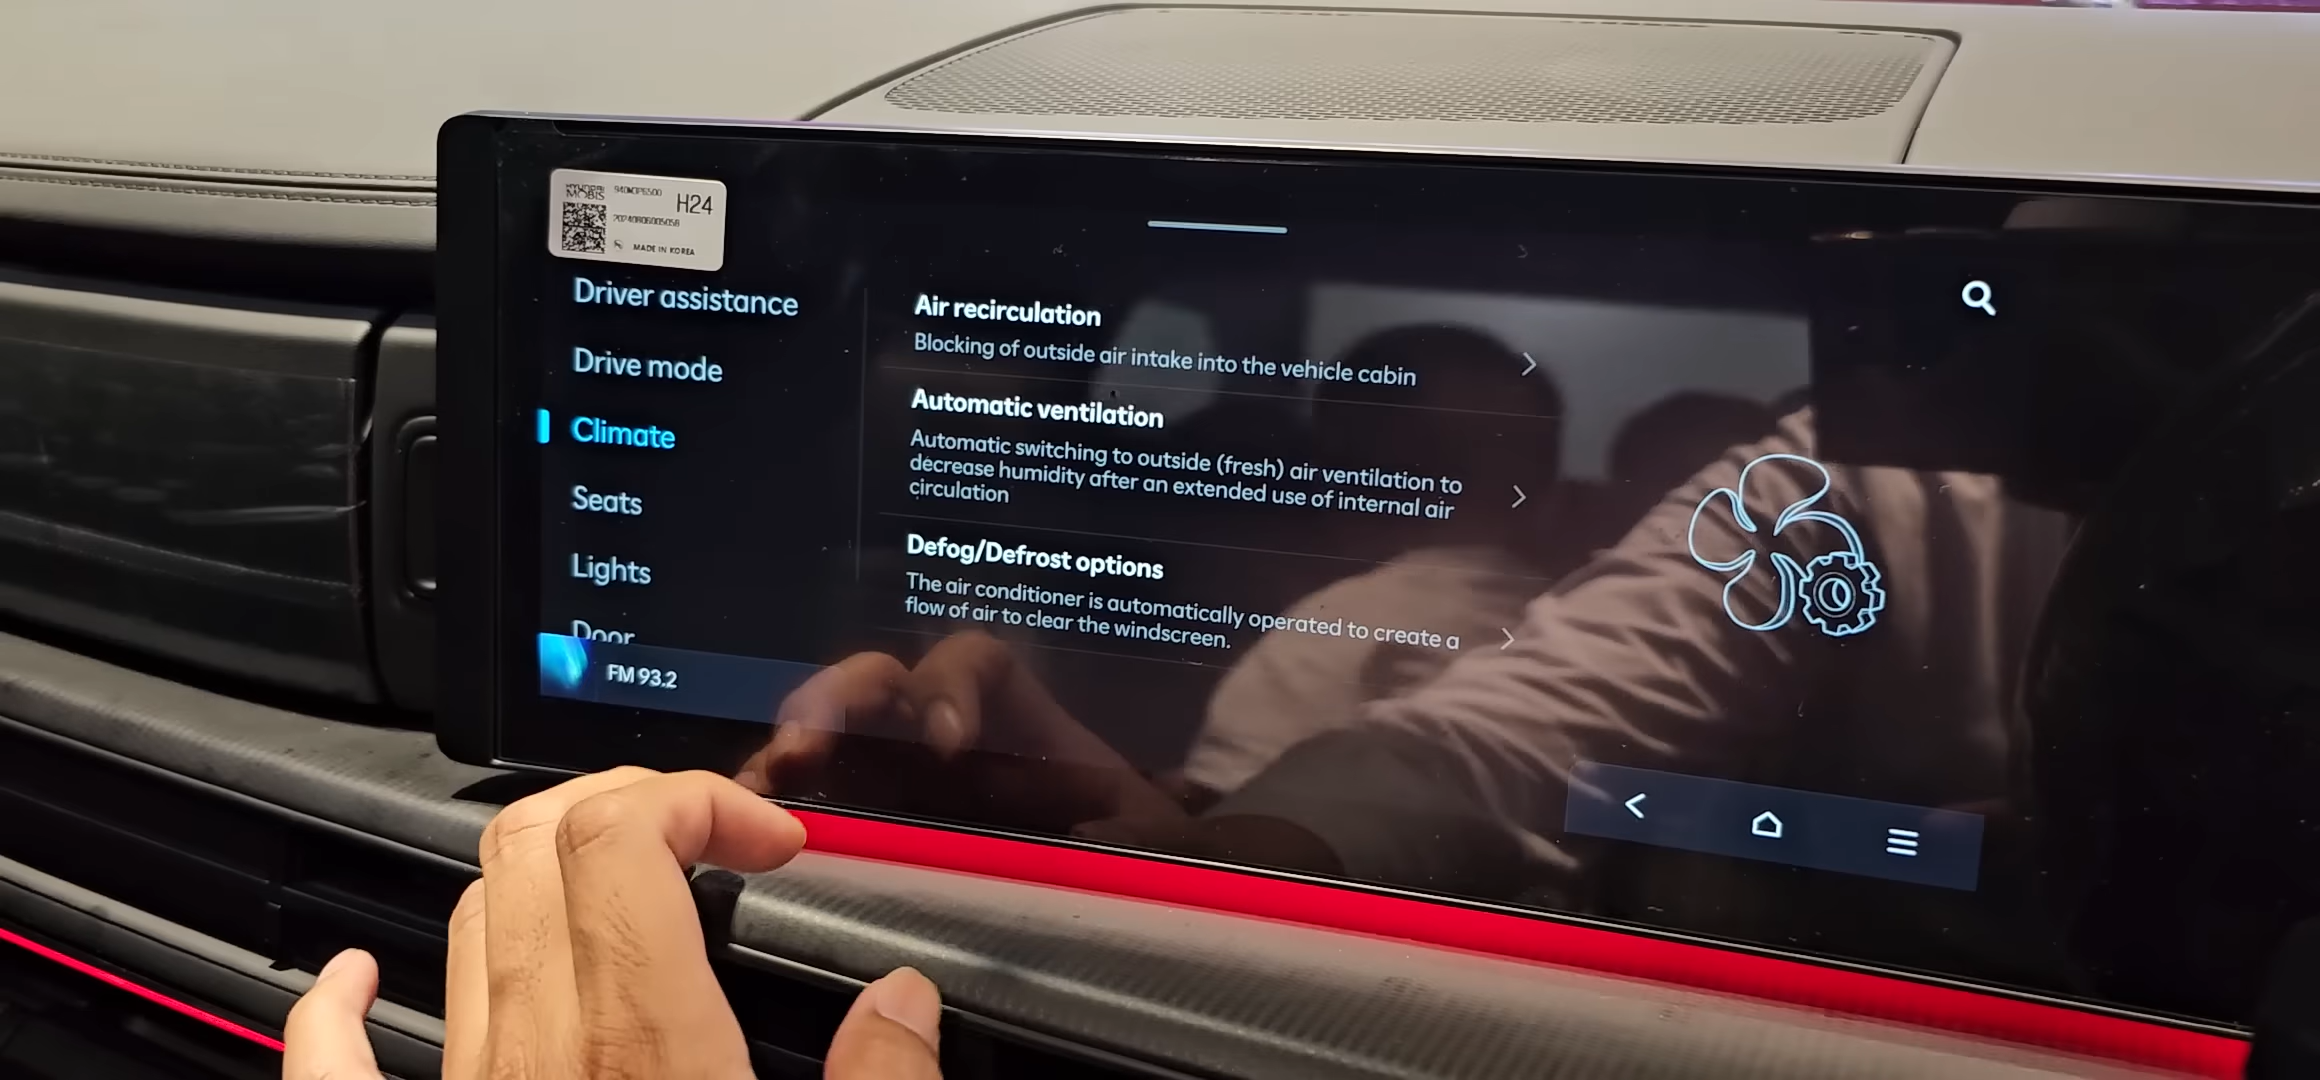 HYUNDAI
MOBIS
H24
MADE IN KOREA
Driver assistance
Drive mode
Climate
Seats
Lights
Door
FM 93.2
Air recirculation
Blocking of outside air intake into the vehicle cabin
Automatic ventilation
Automatic switching to outside (fresh) air ventilation to
decrease humidity after an extended use of internal air
circulation
Defog/Defrost options
The air conditioner is automatically operated to create a
flow of air to clear the windscreen.